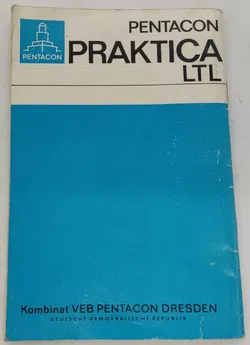 PENTACON
PENTACON
PRAKTICA
LTL
Kombinat VEB PENTACON DRESDEN
DEUTSCHE DEMOKRATISCHE REPUBLIK